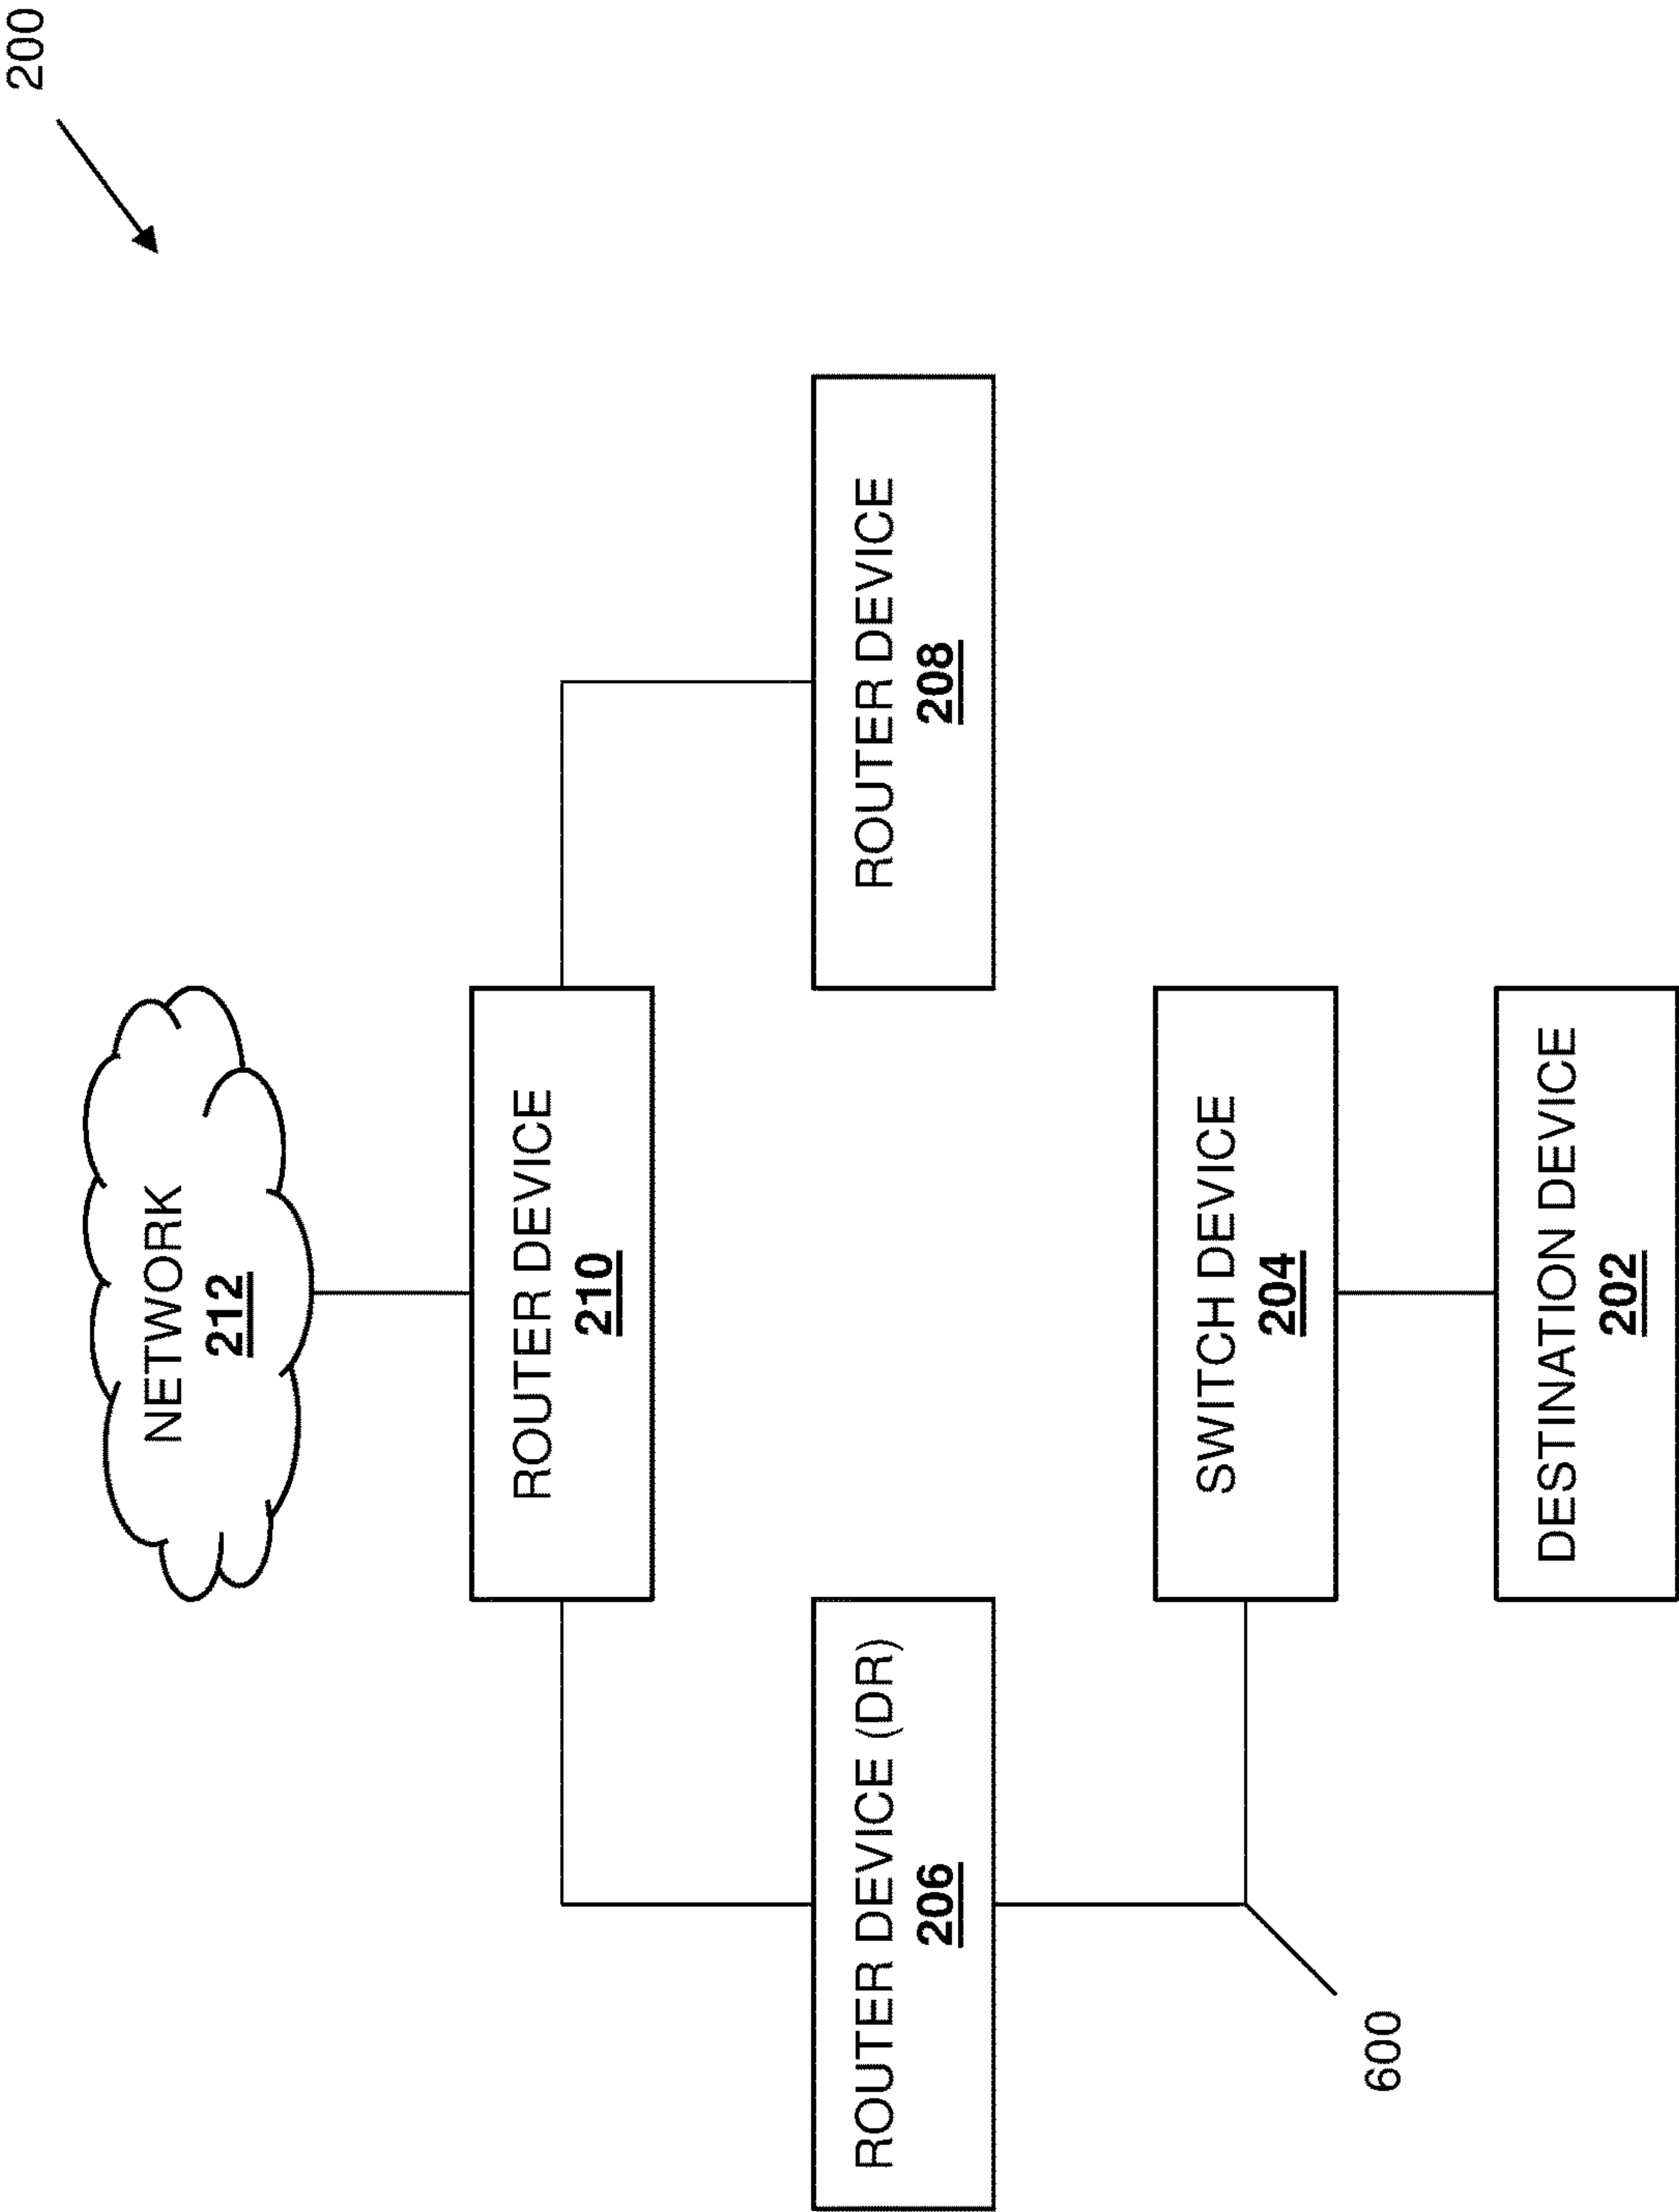 200
NETWORK
212
ROUTER DEVICE
210
ROUTER DEVICE (DR)
206
ROUTER DEVICE
208
SWITCH DEVICE
204
600
DESTINATION DEVICE
202